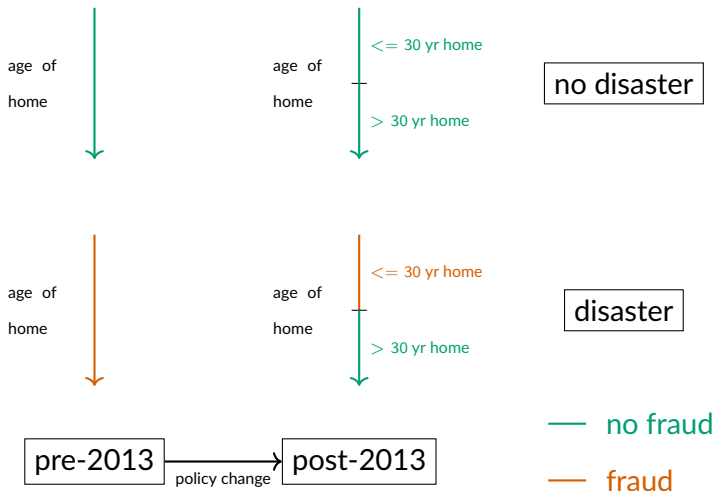 age of
home
age of
home
<= 30 yr home
> 30 yr home
no disaster
age of
home
age of
home
<= 30 yr home
> 30 yr home
disaster
pre-2013
policy change
post-2013
no fraud
fraud